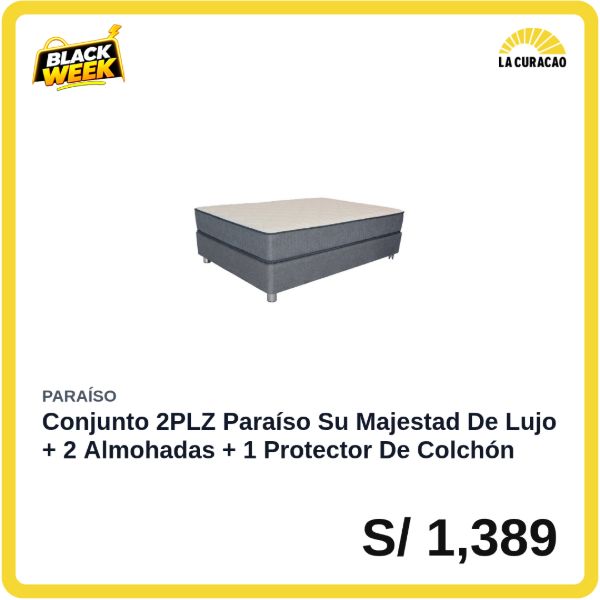 BLACK
WEEK
LA CURACAO
PARAÍSO
Conjunto 2PLZ Paraíso Su Majestad De Lujo
+ 2 Almohadas + 1 Protector De Colchón
S/ 1,389